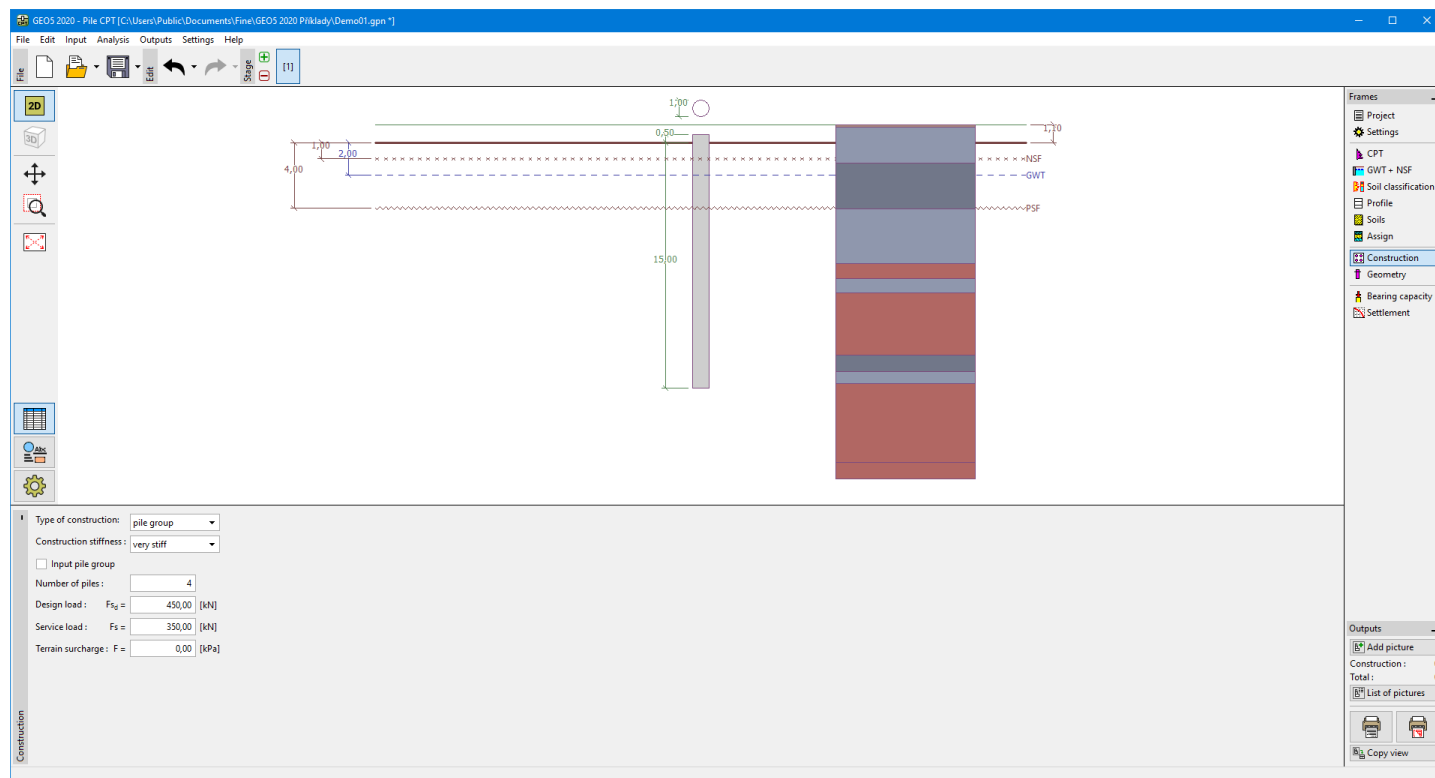 GEO5 2020 - Pile CPT [C:\Users\Public\Documents\Fine\GEO5 2020 Příklady\Demo01.gpn *]
File Edit Input Analysis Outputs Settings Help
File
Edit
Stage
[1]
2D
3D
Abc
1,00
0,50
1,10
1,00
2,00
4,00
NSF
GWT
PSF
15,00
Frames
Project
Settings
CPT
GWT + NSF
Soil classification
Profile
Soils
Assign
Construction
Geometry
Bearing capacity
Settlement
Type of construction: pile group
Construction stiffness : very stiff
Input pile group
Number of piles : 4
Design load : Fsd = 450,00 [kN]
Service load : Fs = 350,00 [kN]
Terrain surcharge : F = 0,00 [kPa]
Construction
Outputs
Add picture
Construction :
Total :
List of pictures
Copy view